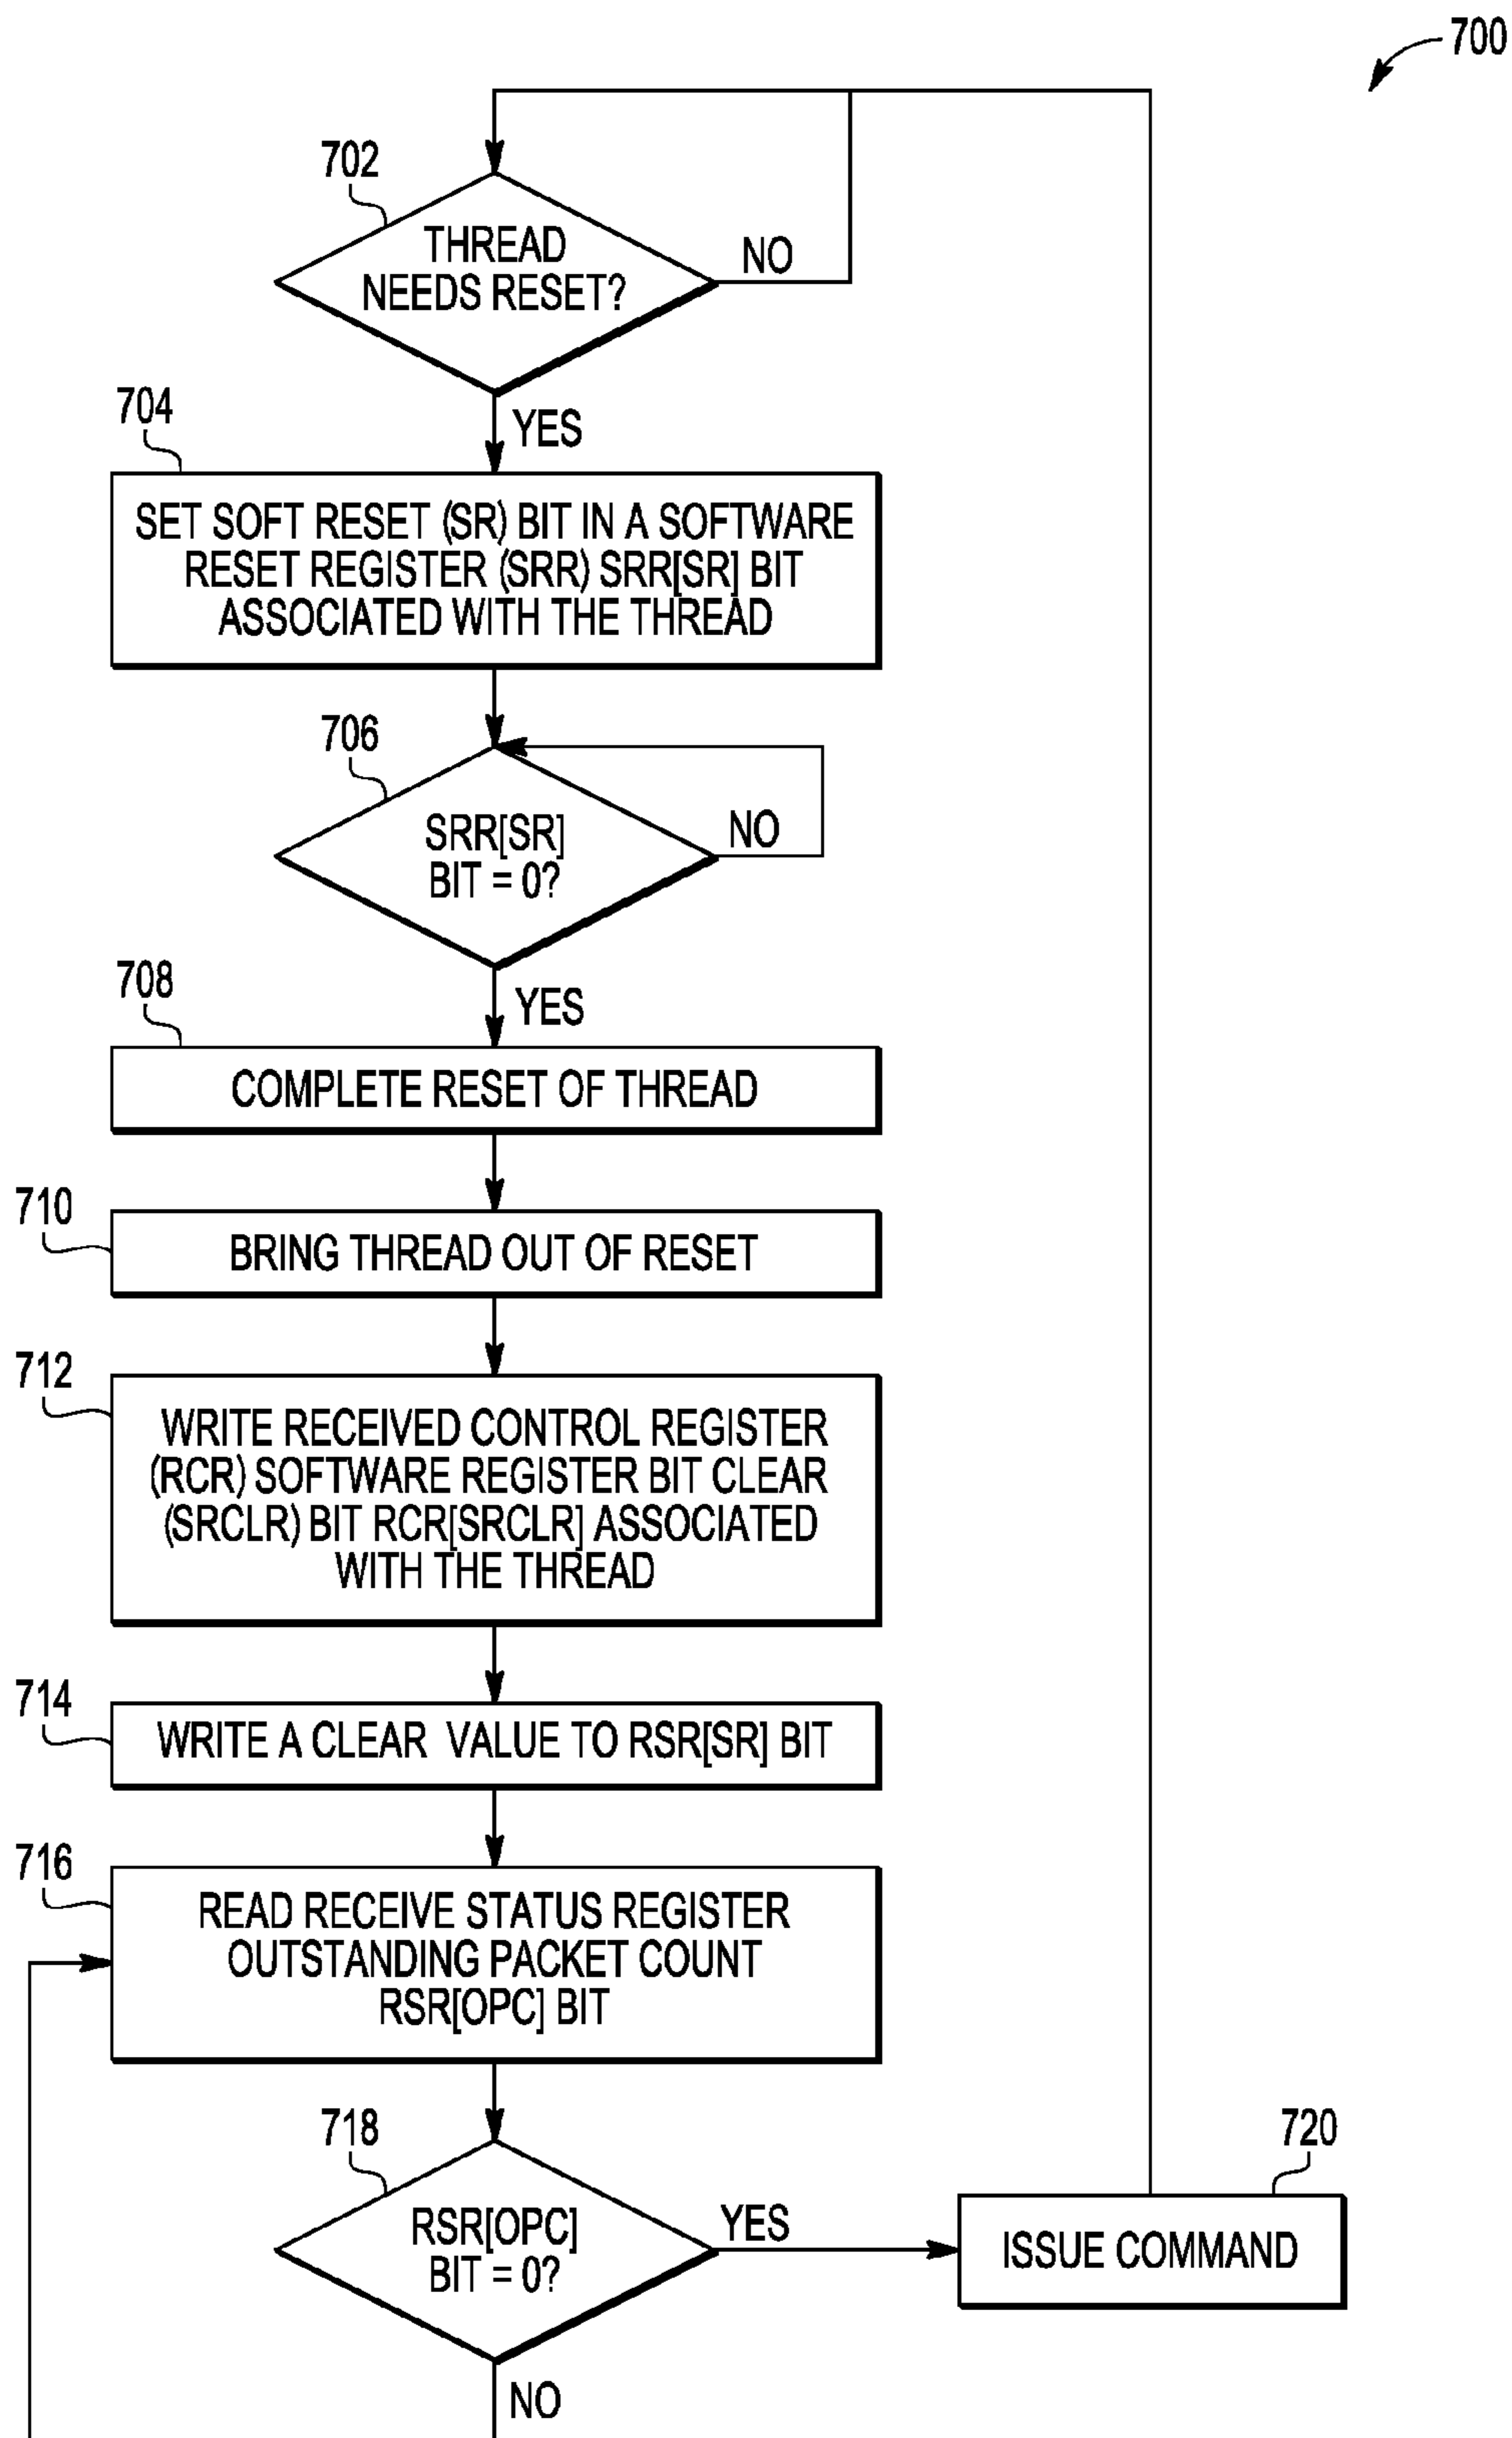 700
702
THREAD
NEEDS RESET?
NO
YES
704
SET SOFT RESET (SR) BIT IN A SOFTWARE
RESET REGISTER (SRR) SRR[SR] BIT
ASSOCIATED WITH THE THREAD
706
SRR[SR]
BIT = 0?
NO
YES
708
COMPLETE RESET OF THREAD
710
BRING THREAD OUT OF RESET
712
WRITE RECEIVED CONTROL REGISTER
(RCR) SOFTWARE REGISTER BIT CLEAR
(SRCLR) BIT RCR[SRCLR] ASSOCIATED
WITH THE THREAD
714
WRITE A CLEAR VALUE TO RSR[SR] BIT
716
READ RECEIVE STATUS REGISTER
OUTSTANDING PACKET COUNT
RSR[OPC] BIT
718
RSR[OPC]
BIT = 0?
YES
NO
720
ISSUE COMMAND